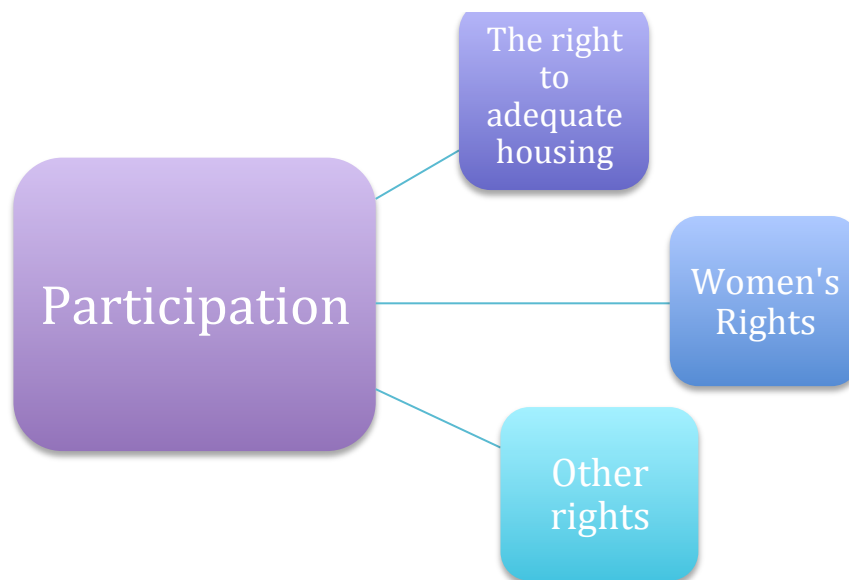 The right
to
adequate
housing
Participation
Women's
Rights
Other
rights